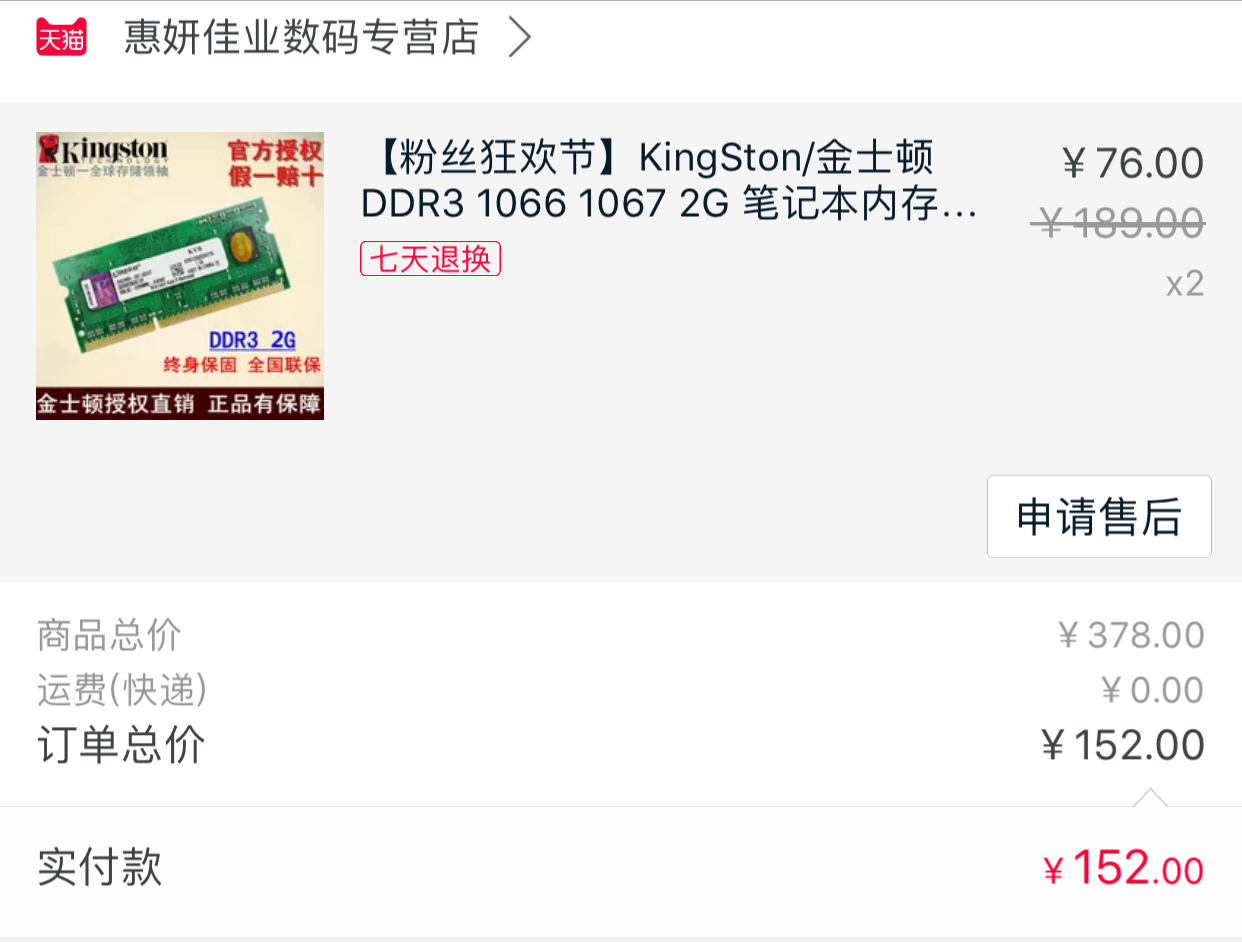 天猫 惠妍佳业数码专营店
Kingston
TECHNOLOGY
金士顿—全球存储领袖
官方授权
假一赔十
Kingston
KVR
DDR3 2G
终身保固 全国联保
金士顿授权直销 正品有保障
【粉丝狂欢节】KingSton/金士顿
DDR3 1066 1067 2G 笔记本内存...
七天退换
¥ 76.00
¥ 189.00
x2
申请售后
商品总价 ¥ 378.00
运费(快递) ¥ 0.00
订单总价 ¥ 152.00
实付款 ¥ 152.00